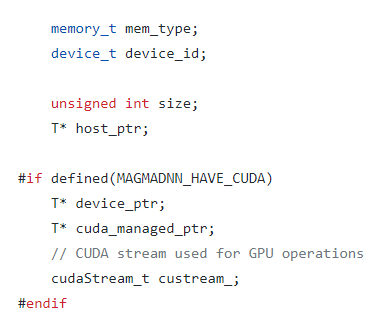 memory_t mem_type;
device_t device_id;
unsigned int size;
T* host_ptr;
#if defined(MAGMADNN_HAVE_CUDA)
T* device_ptr;
T* cuda_managed_ptr;
// CUDA stream used for GPU operations
cudaStream_t custream_;
#endif